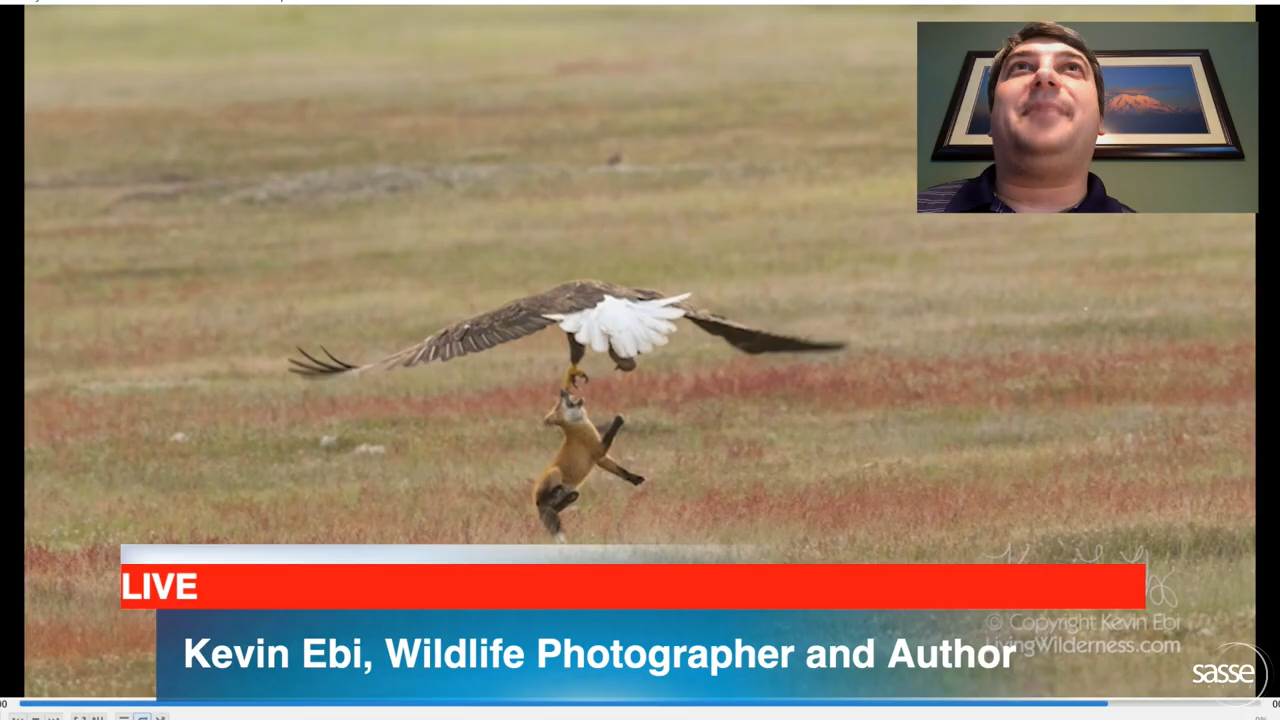 LIVE
Kevin Ebi, Wildlife Photographer and Author
© Copyright Kevin Ebi
LivingWilderness.com
sasse